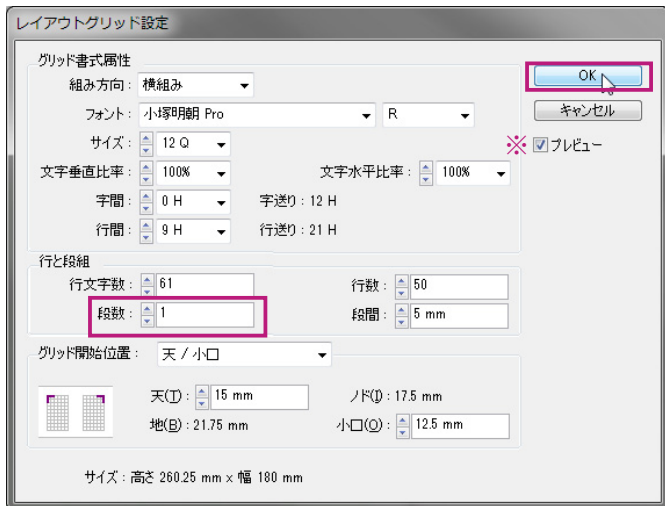 レイアウトグリッド設定
グリッド書式属性
組み方向： 横組み
フォント： 小塚明朝 Pro R
サイズ： 12 Q
文字垂直比率： 100% 文字水平比率： 100%
字間： 0 H 字送り：12 H
行間： 9 H 行送り：21 H
OK
キャンセル
※ プレビュー
行と段組
行文字数： 61 行数： 50
段数： 1 段間： 5 mm
グリッド開始位置： 天 / 小口
天(T)： 15 mm ノド(I)：17.5 mm
地(B)：21.75 mm 小口(O)： 12.5 mm
サイズ：高さ 260.25 mm x 幅 180 mm